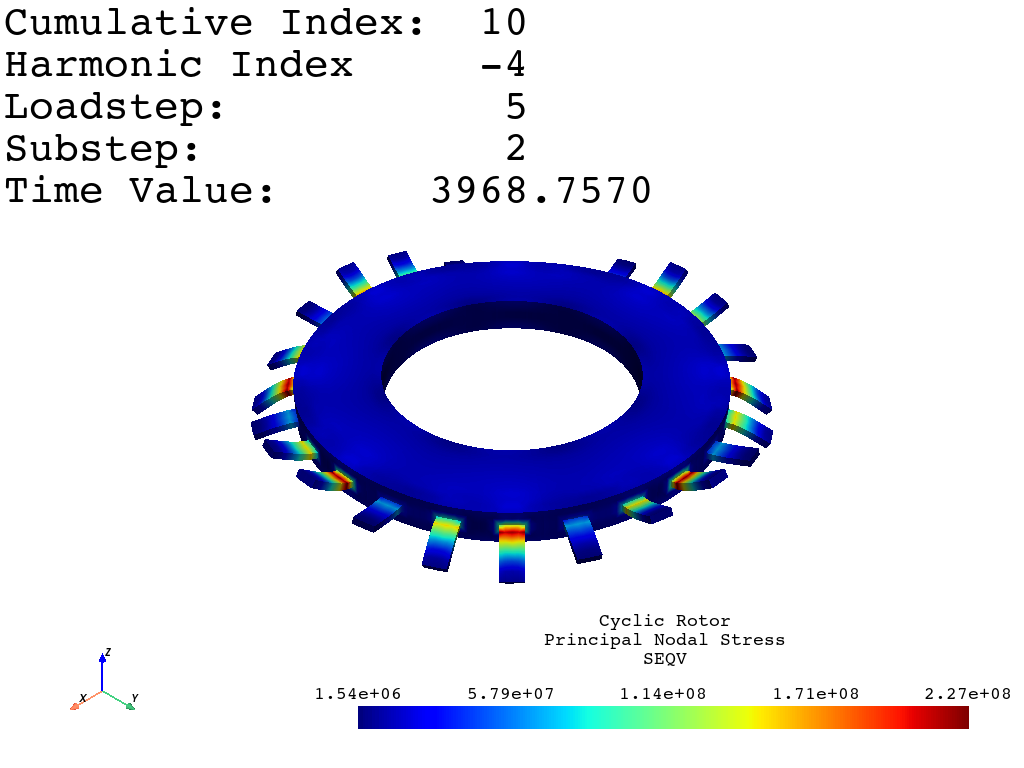 Cumulative Index: 10
Harmonic Index -4
Loadstep: 5
Substep: 2
Time Value: 3968.7570
Cyclic Rotor
Principal Nodal Stress
SEQV
Z
X Y
1.54e+06 5.79e+07 1.14e+08 1.71e+08 2.27e+08